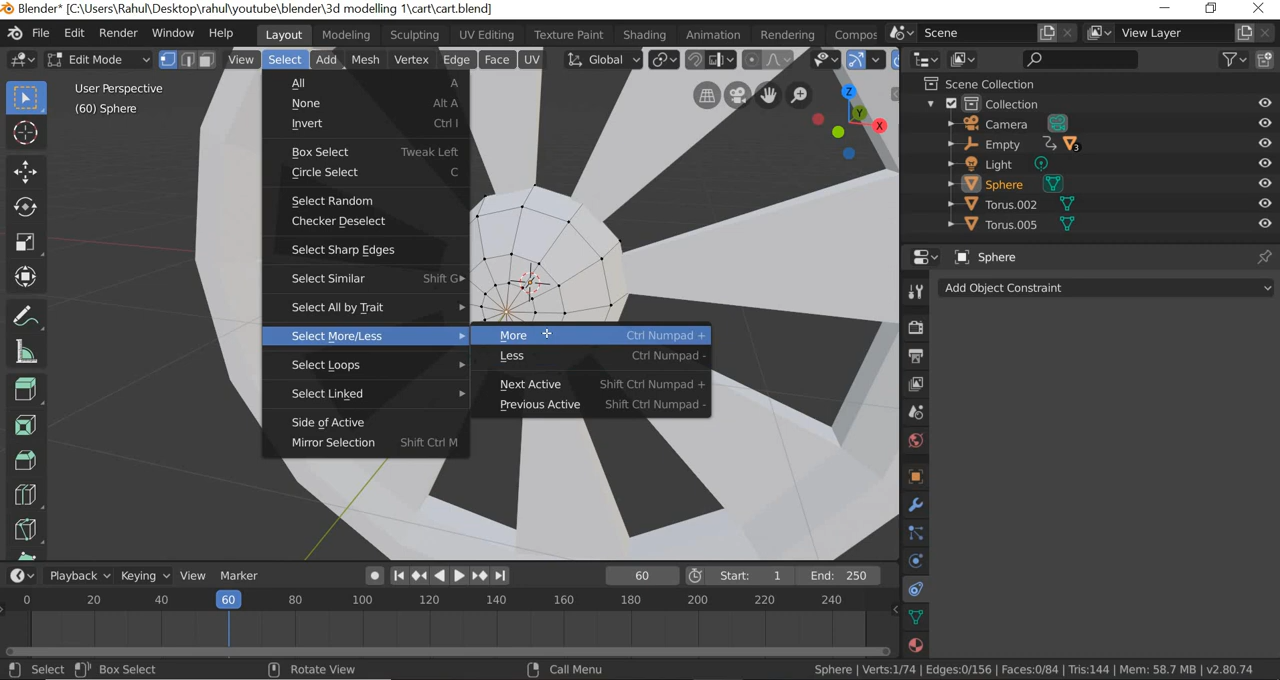 Blender* [C:\Users\Rahul\Desktop\rahul\youtube\blender\3d modelling 1\cart\cart.blend]
File Edit Render Window Help Layout Modeling Sculpting UV Editing Texture Paint Shading Animation Rendering Compos Scene View Layer
Edit Mode View Select Add Mesh Vertex Edge Face UV Global
User Perspective
(60) Sphere
All A
None Alt A
Invert Ctrl I
Box Select Tweak Left
Circle Select C
Select Random
Checker Deselect
Select Sharp Edges
Select Similar Shift G
Select All by Trait
Select More/Less
Select Loops
Select Linked
Side of Active
Mirror Selection Shift Ctrl M
More Ctrl Numpad +
Less Ctrl Numpad -
Next Active Shift Ctrl Numpad +
Previous Active Shift Ctrl Numpad -
Z
Y
X
Scene Collection
Collection
Camera
Empty 3
Light
Sphere
Torus.002
Torus.005
Sphere
Add Object Constraint
Playback Keying View Marker 60 Start: 1 End: 250
0 20 40 60 80 100 120 140 160 180 200 220 240
Select Box Select Rotate View Call Menu Sphere | Verts:1/74 | Edges:0/156 | Faces:0/84 | Tris:144 | Mem: 58.7 MB | v2.80.74